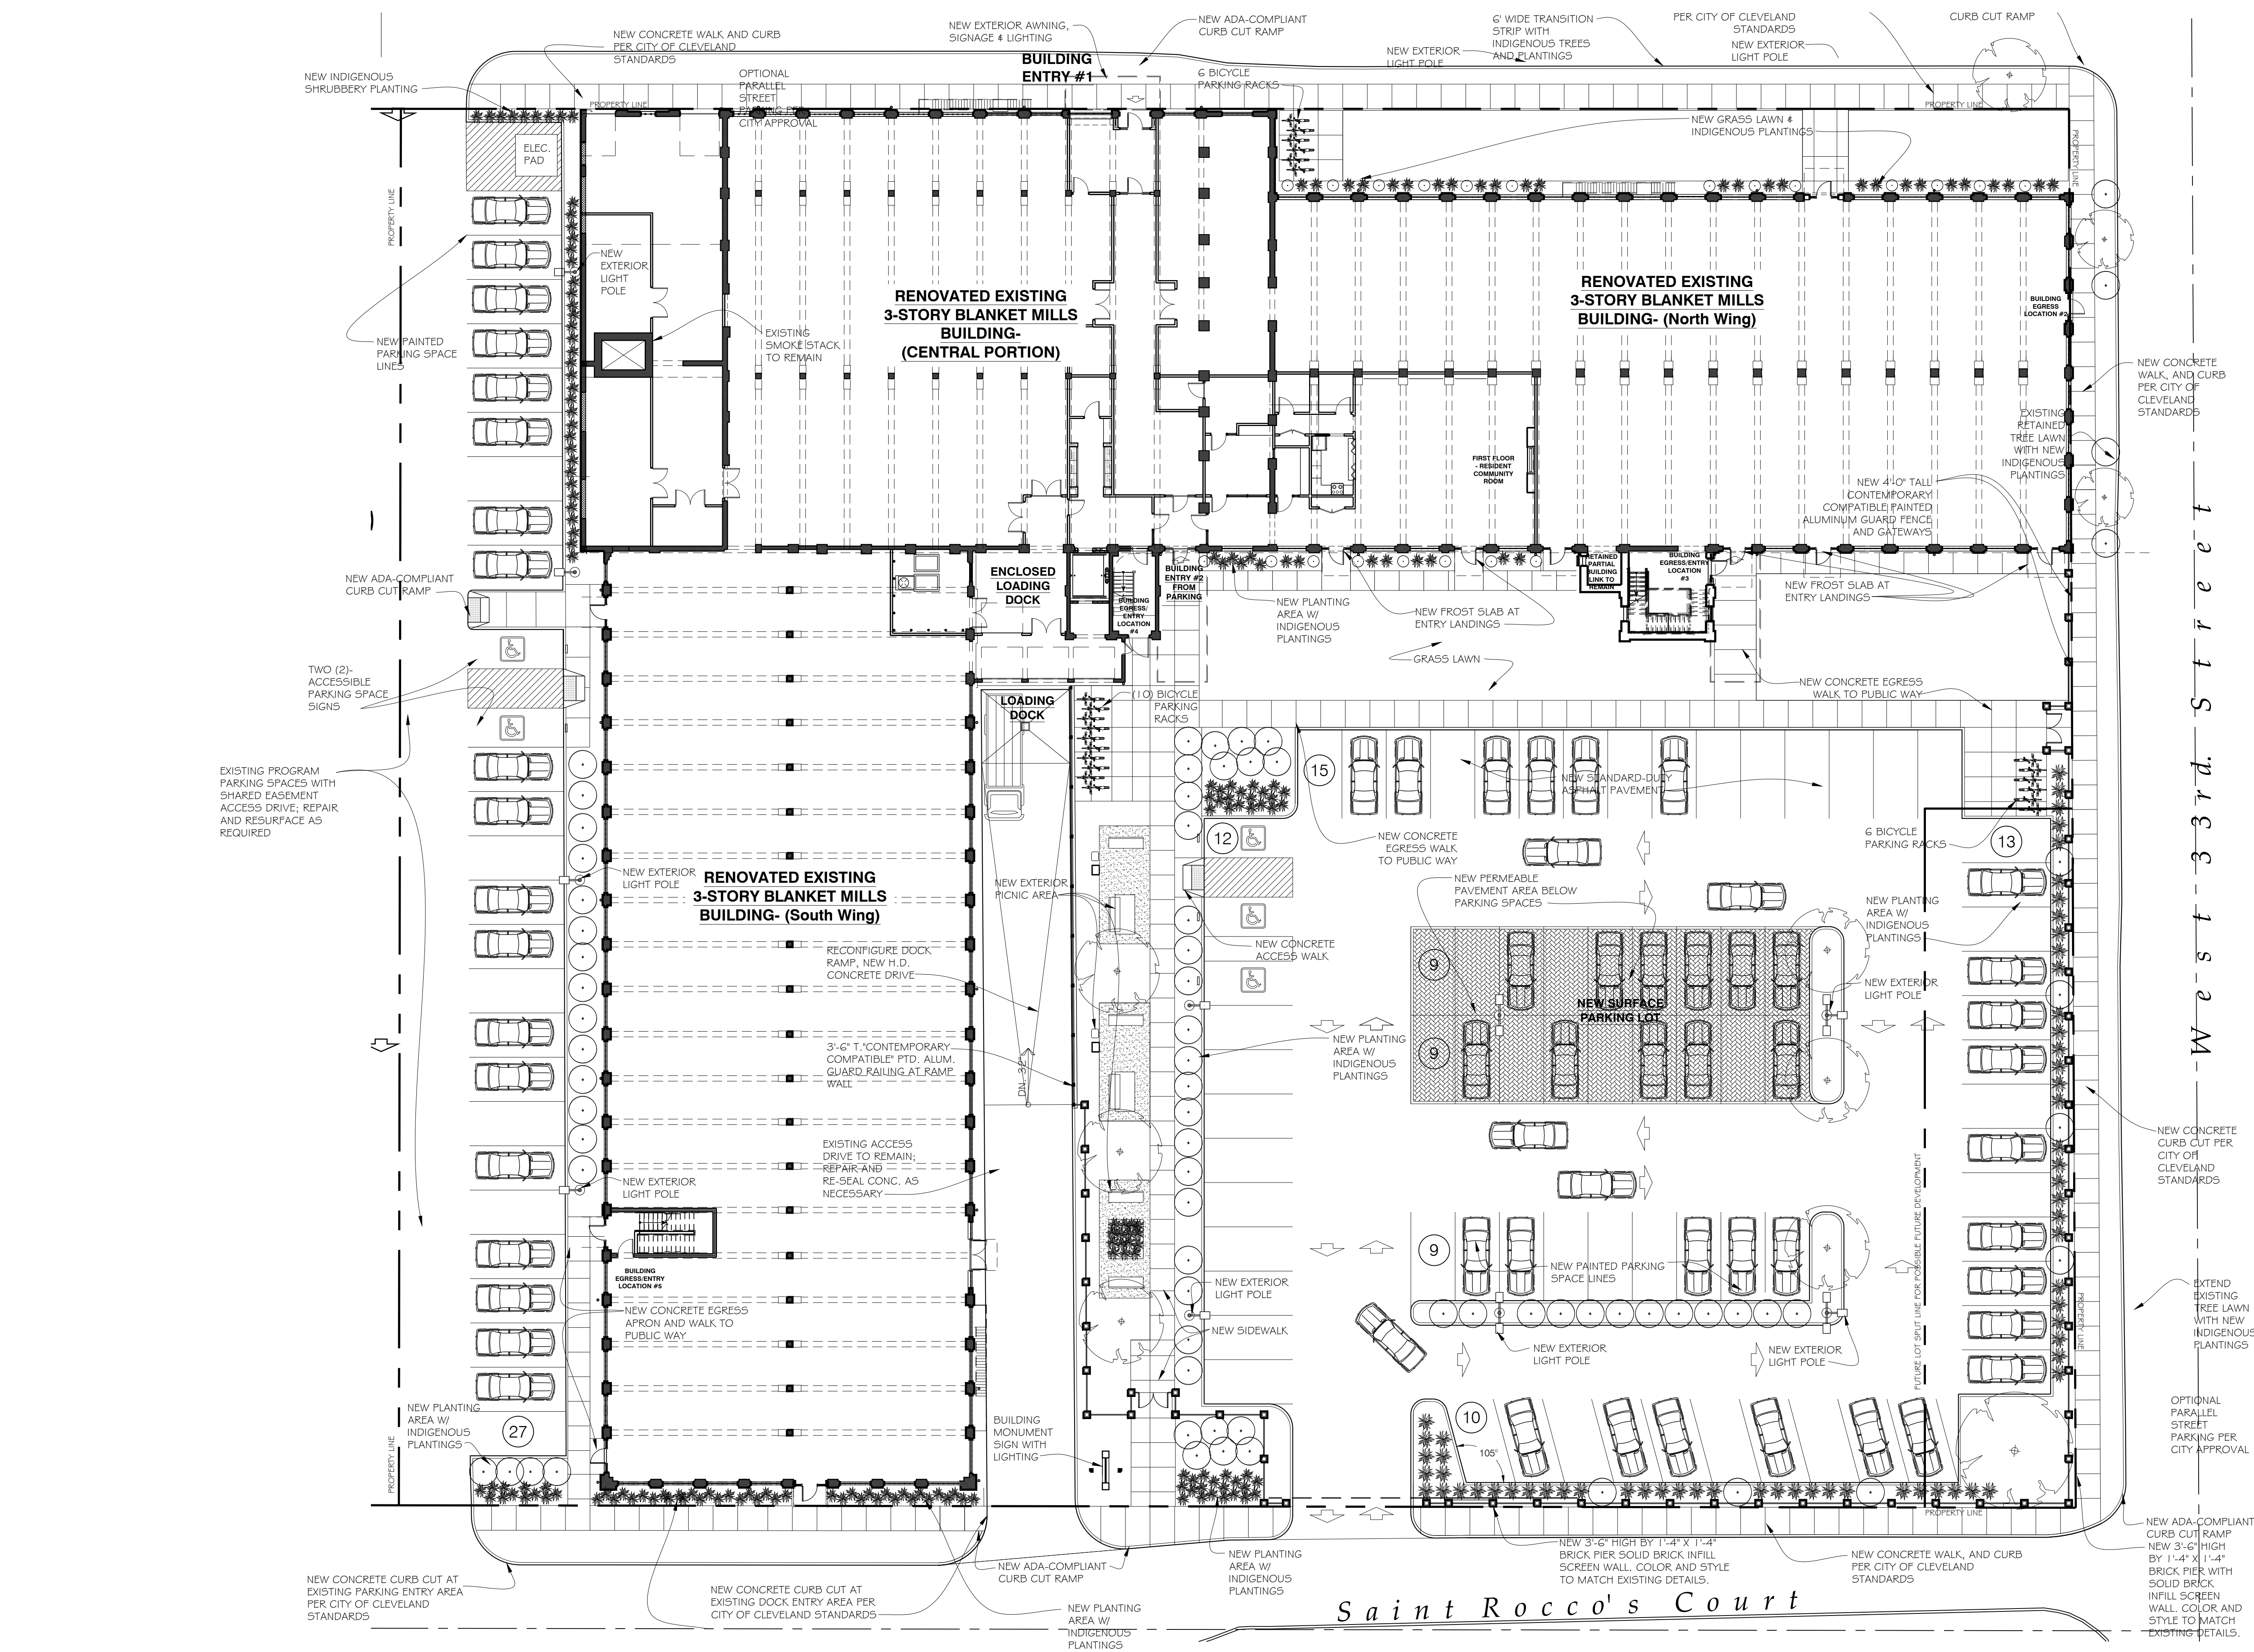 NEW CONCRETE WALK AND CURB
PER CITY OF CLEVELAND
STANDARDS
NEW EXTERIOR AWNING,
SIGNAGE & LIGHTING
NEW ADA-COMPLIANT
CURB CUT RAMP
6' WIDE TRANSITION
STRIP WITH
INDIGENOUS TREES
AND PLANTINGS
NEW EXTERIOR
LIGHT POLE
PER CITY OF CLEVELAND
STANDARDS
NEW EXTERIOR
LIGHT POLE
CURB CUT RAMP
BUILDING
ENTRY #1
NEW INDIGENOUS
SHRUBBERY PLANTING
OPTIONAL
PARALLEL
STREET
PARKING PER
CITY APPROVAL
6 BICYCLE
PARKING RACKS
PROPERTY LINE
PROPERTY LINE
NEW GRASS LAWN &
INDIGENOUS PLANTINGS
PROPERTY LINE
ELEC.
PAD
PROPERTY LINE
NEW
EXTERIOR
LIGHT
POLE
RENOVATED EXISTING
3-STORY BLANKET MILLS
BUILDING-
(CENTRAL PORTION)
RENOVATED EXISTING
3-STORY BLANKET MILLS
BUILDING- (North Wing)
BUILDING
EGRESS
LOCATION #2
NEW PAINTED
PARKING SPACE
LINES
EXISTING
SMOKE STACK
TO REMAIN
NEW CONCRETE
WALK, AND CURB
PER CITY OF
CLEVELAND
STANDARDS
EXISTING
RETAINED
TREE LAWN
WITH NEW
INDIGENOUS
PLANTINGS
FIRST FLOOR
- RESIDENT
COMMUNITY
ROOM
NEW 4'-0" TALL
CONTEMPORARY
COMPATIBLE PAINTED
ALUMINUM GUARD FENCE
AND GATEWAYS
)
NEW ADA-COMPLIANT
CURB CUT RAMP
ENCLOSED
LOADING
DOCK
BUILDING
EGRESS/
ENTRY
LOCATION
#4
BUILDING
ENTRY #2
FROM
PARKING
RETAINED
PARTIAL
BUILDING
LINK TO
REMAIN
BUILDING
EGRESS/ENTRY
LOCATION
#3
NEW PLANTING
AREA W/
INDIGENOUS
PLANTINGS
NEW FROST SLAB AT
ENTRY LANDINGS
NEW FROST SLAB AT
ENTRY LANDINGS
GRASS LAWN
TWO (2)-
ACCESSIBLE
PARKING SPACE
SIGNS
LOADING
DOCK
(10) BICYCLE
PARKING
RACKS
NEW CONCRETE EGRESS
WALK TO PUBLIC WAY
West 33rd. Street
EXISTING PROGRAM
PARKING SPACES WITH
SHARED EASEMENT
ACCESS DRIVE; REPAIR
AND RESURFACE AS
REQUIRED
15
NEW STANDARD-DUTY
ASPHALT PAVEMENT
12
NEW CONCRETE
EGRESS WALK
TO PUBLIC WAY
6 BICYCLE
PARKING RACKS
13
NEW EXTERIOR
LIGHT POLE
RENOVATED EXISTING
3-STORY BLANKET MILLS
BUILDING- (South Wing)
NEW EXTERIOR
PICNIC AREA
NEW PERMEABLE
PAVEMENT AREA BELOW
PARKING SPACES
NEW PLANTING
AREA W/
INDIGENOUS
PLANTINGS
RECONFIGURE DOCK
RAMP, NEW H.D.
CONCRETE DRIVE
NEW CONCRETE
ACCESS WALK
9
NEW EXTERIOR
LIGHT POLE
NEW SURFACE
PARKING LOT
3'-6" T."CONTEMPORARY
COMPATIBLE" PTD. ALUM.
GUARD RAILING AT RAMP
WALL
DN. 32'
NEW PLANTING
AREA W/
INDIGENOUS
PLANTINGS
9
EXISTING ACCESS
DRIVE TO REMAIN;
REPAIR AND
RE-SEAL CONC. AS
NECESSARY
NEW EXTERIOR
LIGHT POLE
NEW CONCRETE
CURB CUT PER
CITY OF
CLEVELAND
STANDARDS
FUTURE LOT SPLIT LINE FOR POSSIBLE FUTURE DEVELOPMENT
9
BUILDING
EGRESS/ENTRY
LOCATION #5
NEW CONCRETE EGRESS
APRON AND WALK TO
PUBLIC WAY
NEW EXTERIOR
LIGHT POLE
NEW PAINTED PARKING
SPACE LINES
EXTEND
EXISTING
TREE LAWN
WITH NEW
INDIGENOUS
PLANTINGS
PROPERTY LINE
NEW SIDEWALK
NEW EXTERIOR
LIGHT POLE
NEW EXTERIOR
LIGHT POLE
NEW PLANTING
AREA W/
INDIGENOUS
PLANTINGS
27
PROPERTY LINE
BUILDING
MONUMENT
SIGN WITH
LIGHTING
10
105°
OPTIONAL
PARALLEL
STREET
PARKING PER
CITY APPROVAL
PROPERTY LINE
NEW CONCRETE CURB CUT AT
EXISTING PARKING ENTRY AREA
PER CITY OF CLEVELAND
STANDARDS
NEW CONCRETE CURB CUT AT
EXISTING DOCK ENTRY AREA PER
CITY OF CLEVELAND STANDARDS
NEW ADA-COMPLIANT
CURB CUT RAMP
NEW PLANTING
AREA W/
INDIGENOUS
PLANTINGS
NEW PLANTING
AREA W/
INDIGENOUS
PLANTINGS
NEW 3'-6" HIGH BY 1'-4" X 1'-4"
BRICK PIER SOLID BRICK INFILL
SCREEN WALL. COLOR AND STYLE
TO MATCH EXISTING DETAILS.
NEW CONCRETE WALK, AND CURB
PER CITY OF CLEVELAND
STANDARDS
NEW ADA-COMPLIANT
CURB CUT RAMP
NEW 3'-6" HIGH
BY 1'-4" X 1'-4"
BRICK PIER WITH
SOLID BRICK
INFILL SCREEN
WALL. COLOR AND
STYLE TO MATCH
EXISTING DETAILS.
Saint Rocco's Court